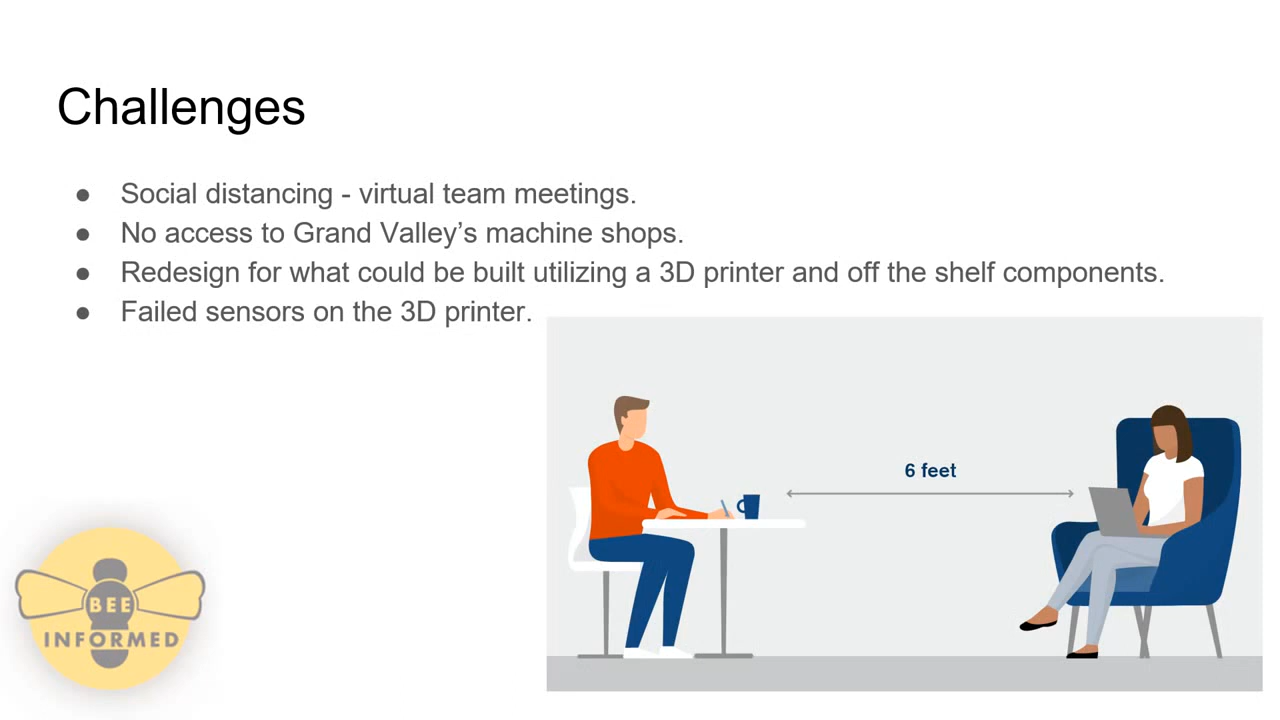 Challenges
● Social distancing - virtual team meetings.
● No access to Grand Valley’s machine shops.
● Redesign for what could be built utilizing a 3D printer and off the shelf components.
● Failed sensors on the 3D printer.
6 feet
BEE
INFORMED